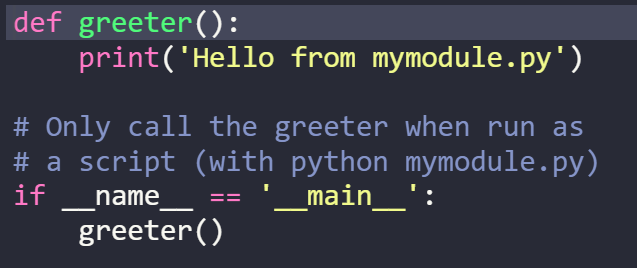 def greeter():
    print('Hello from mymodule.py')

# Only call the greeter when run as
# a script (with python mymodule.py)
if __name__ == '__main__':
    greeter()